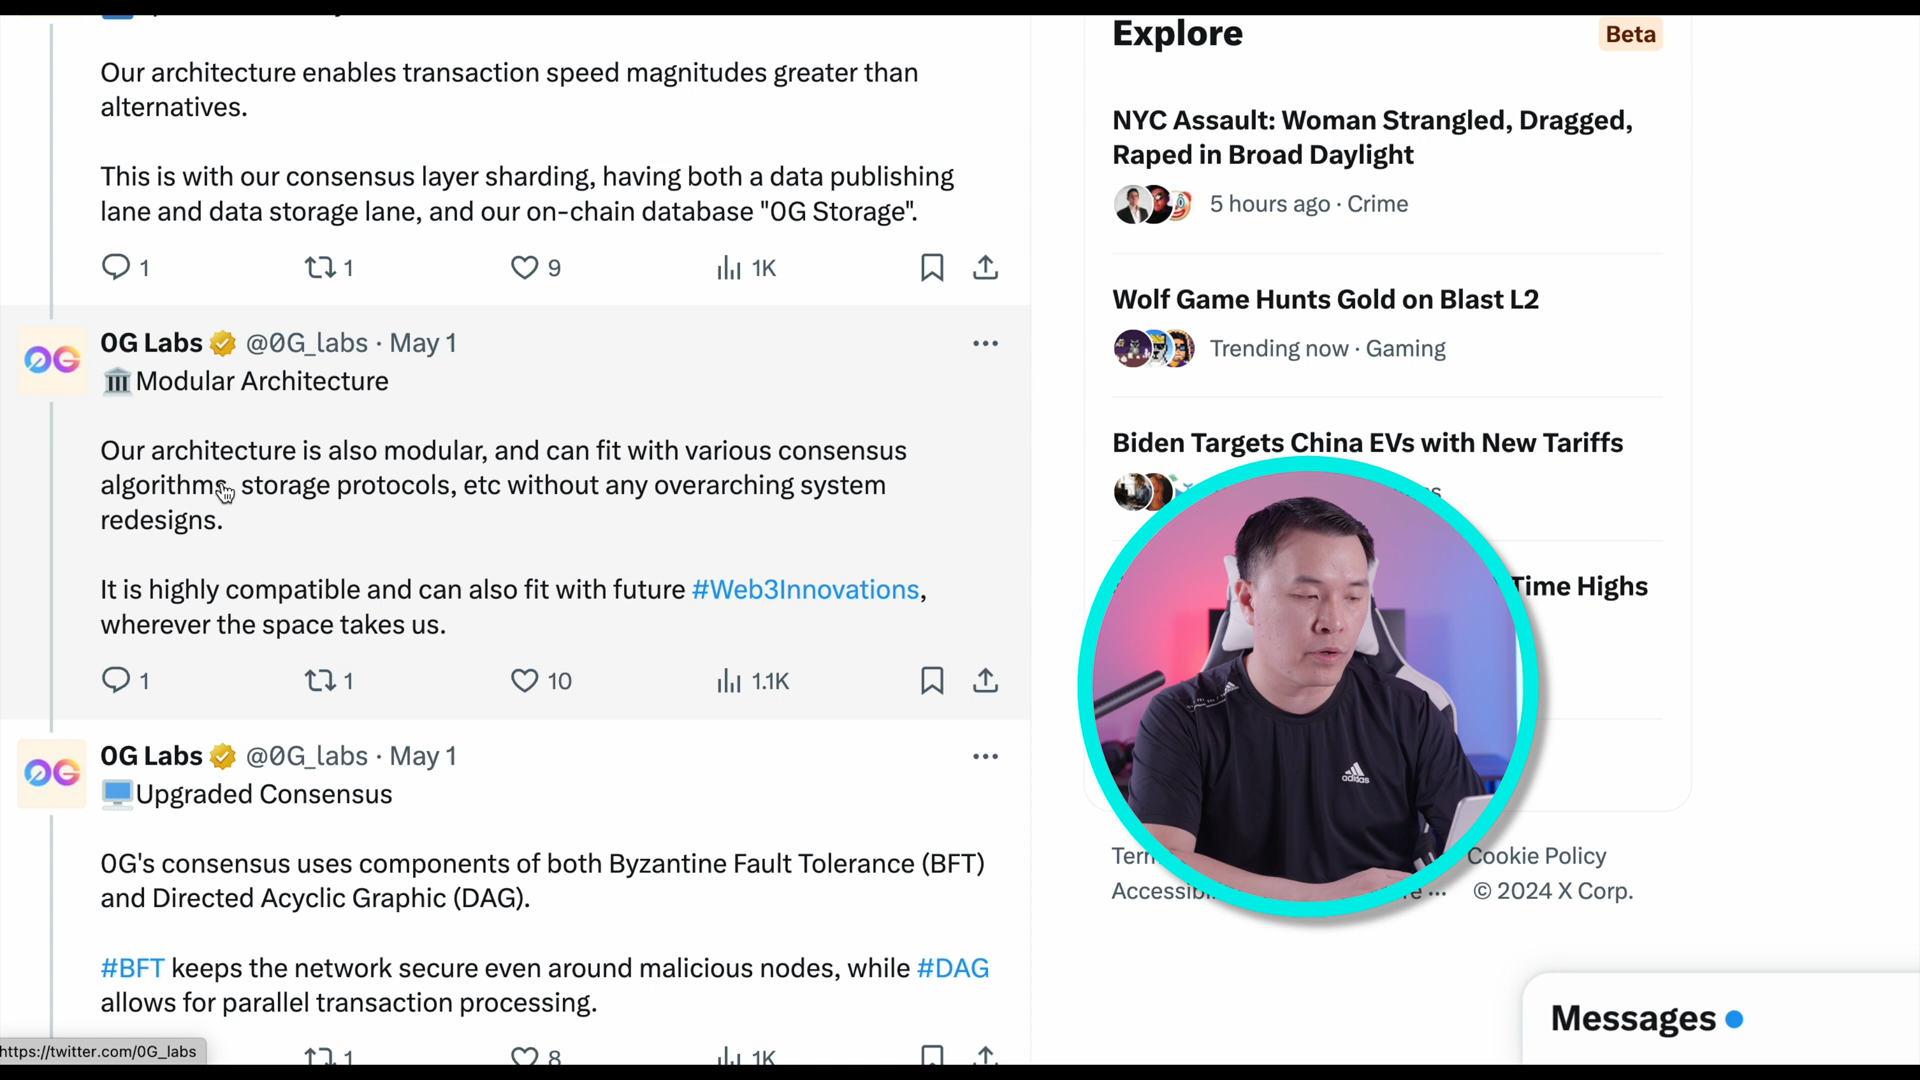 Our architecture enables transaction speed magnitudes greater than
alternatives.
This is with our consensus layer sharding, having both a data publishing
lane and data storage lane, and our on-chain database "0G Storage".
1
1
9
1K
0G Labs @0G_labs · May 1
🏛️Modular Architecture
Our architecture is also modular, and can fit with various consensus
algorithms, storage protocols, etc without any overarching system
redesigns.
It is highly compatible and can also fit with future #Web3Innovations,
wherever the space takes us.
1
1
10
1.1K
0G Labs @0G_labs · May 1
🖥️Upgraded Consensus
0G's consensus uses components of both Byzantine Fault Tolerance (BFT)
and Directed Acyclic Graphic (DAG).
#BFT keeps the network secure even around malicious nodes, while #DAG
allows for parallel transaction processing.
1
8
1K
https://twitter.com/0G_labs
Explore
Beta
NYC Assault: Woman Strangled, Dragged,
Raped in Broad Daylight
5 hours ago · Crime
Wolf Game Hunts Gold on Blast L2
Trending now · Gaming
Biden Targets China EVs with New Tariffs
Time Highs
adidas
Cookie Policy
© 2024 X Corp.
Messages